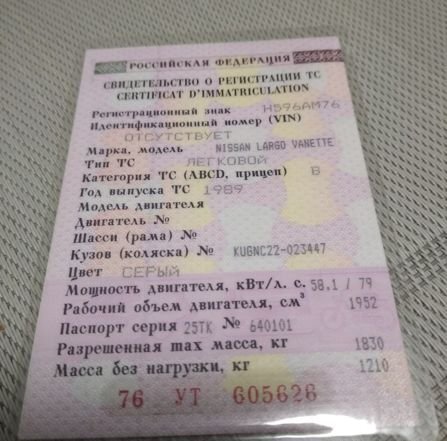 РОССИЙСКАЯ ФЕДЕРАЦИЯ
СВИДЕТЕЛЬСТВО О РЕГИСТРАЦИИ ТС
CERTIFICAT D'IMMATRICULATION
Регистрационный знак Н596АМ76
Идентификационный номер (VIN)
ОТСУТСТВУЕТ
Марка, модель NISSAN LARGO VANETTE
Тип ТС ЛЕГКОВОЙ
Категория ТС (ABCD, прицеп) B
Год выпуска ТС 1989
Модель двигателя
Двигатель №
Шасси (рама) №
Кузов (коляска) № KUGNC22-023447
Цвет СЕРЫЙ
Мощность двигателя, кВт/л. с. 58.1 / 79
Рабочий объем двигателя, см³ 1952
Паспорт серия 25ТК № 640101
Разрешенная max масса, кг 1830
Масса без нагрузки, кг 1210
76 УТ 605626